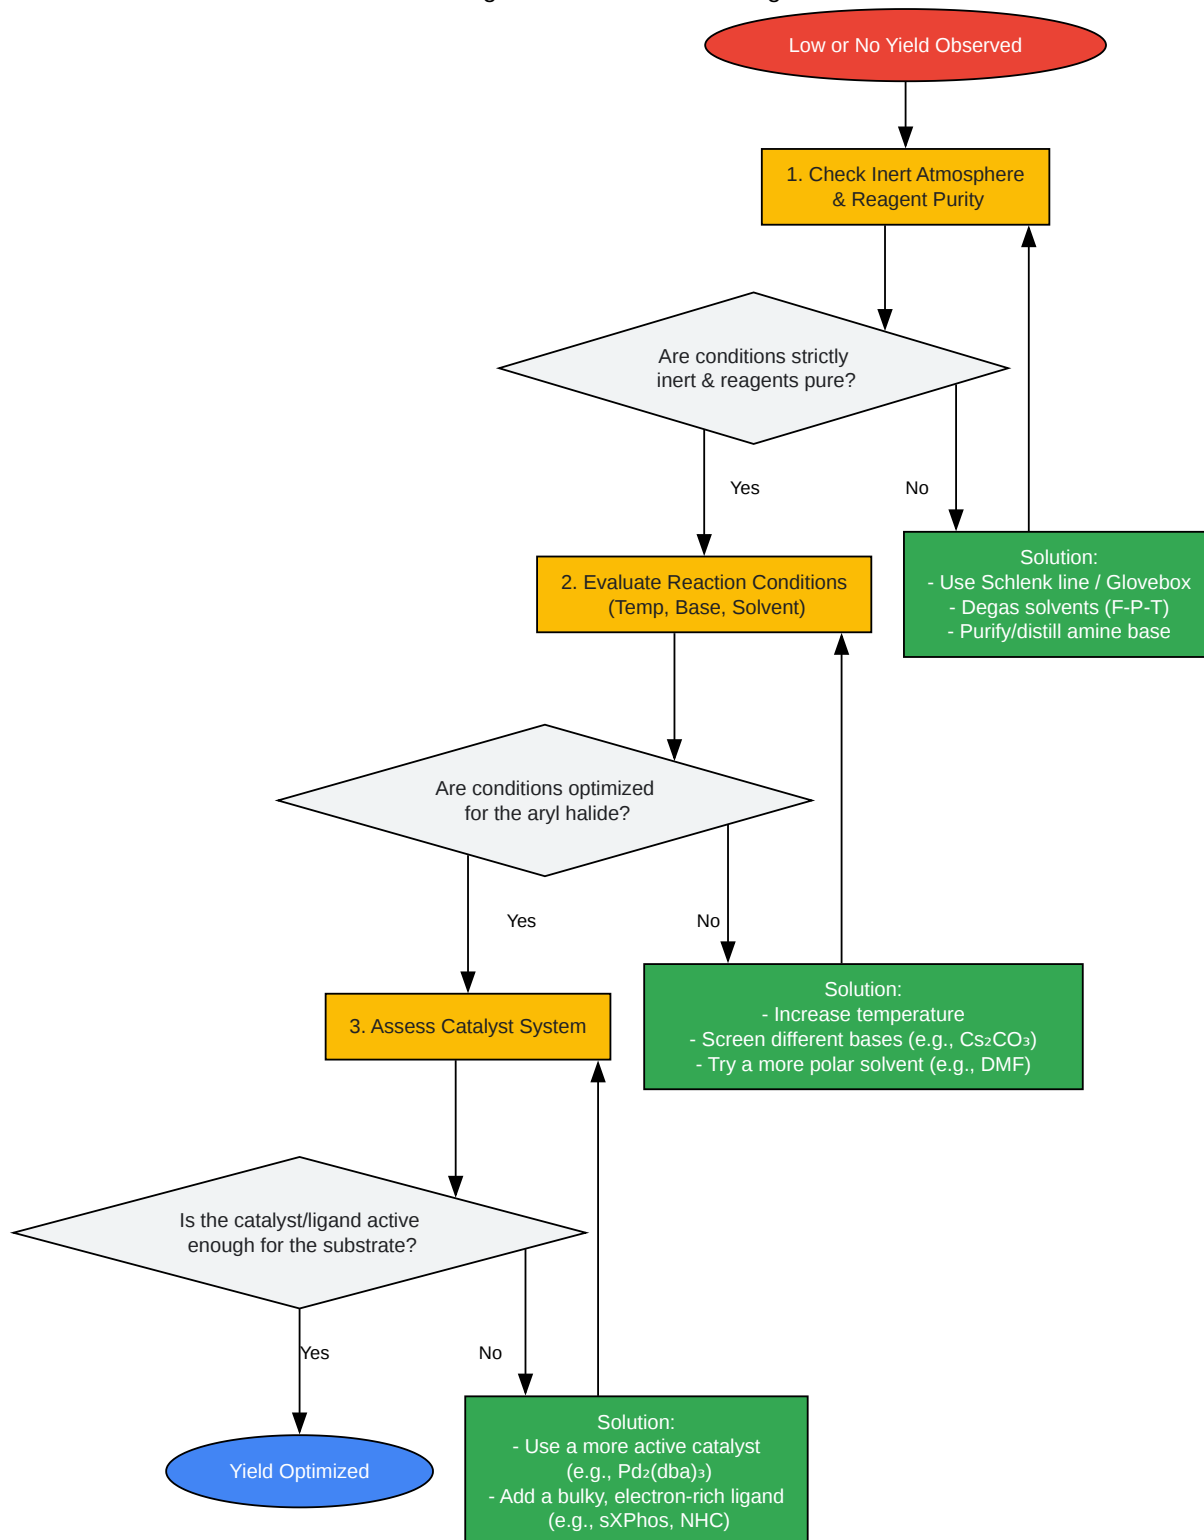 Low or No Yield Observed
1. Check Inert Atmosphere
& Reagent Purity
Are conditions strictly
inert & reagents pure?
Yes
No
Solution:
- Use Schlenk line / Glovebox
- Degas solvents (F-P-T)
- Purify/distill amine base
2. Evaluate Reaction Conditions
(Temp, Base, Solvent)
Are conditions optimized
for the aryl halide?
Yes
No
Solution:
- Increase temperature
- Screen different bases (e.g., Cs₂CO₃)
- Try a more polar solvent (e.g., DMF)
3. Assess Catalyst System
Is the catalyst/ligand active
enough for the substrate?
Yes
No
Solution:
- Use a more active catalyst
(e.g., Pd₂(dba)₃)
- Add a bulky, electron-rich ligand
(e.g., sXPhos, NHC)
Yield Optimized